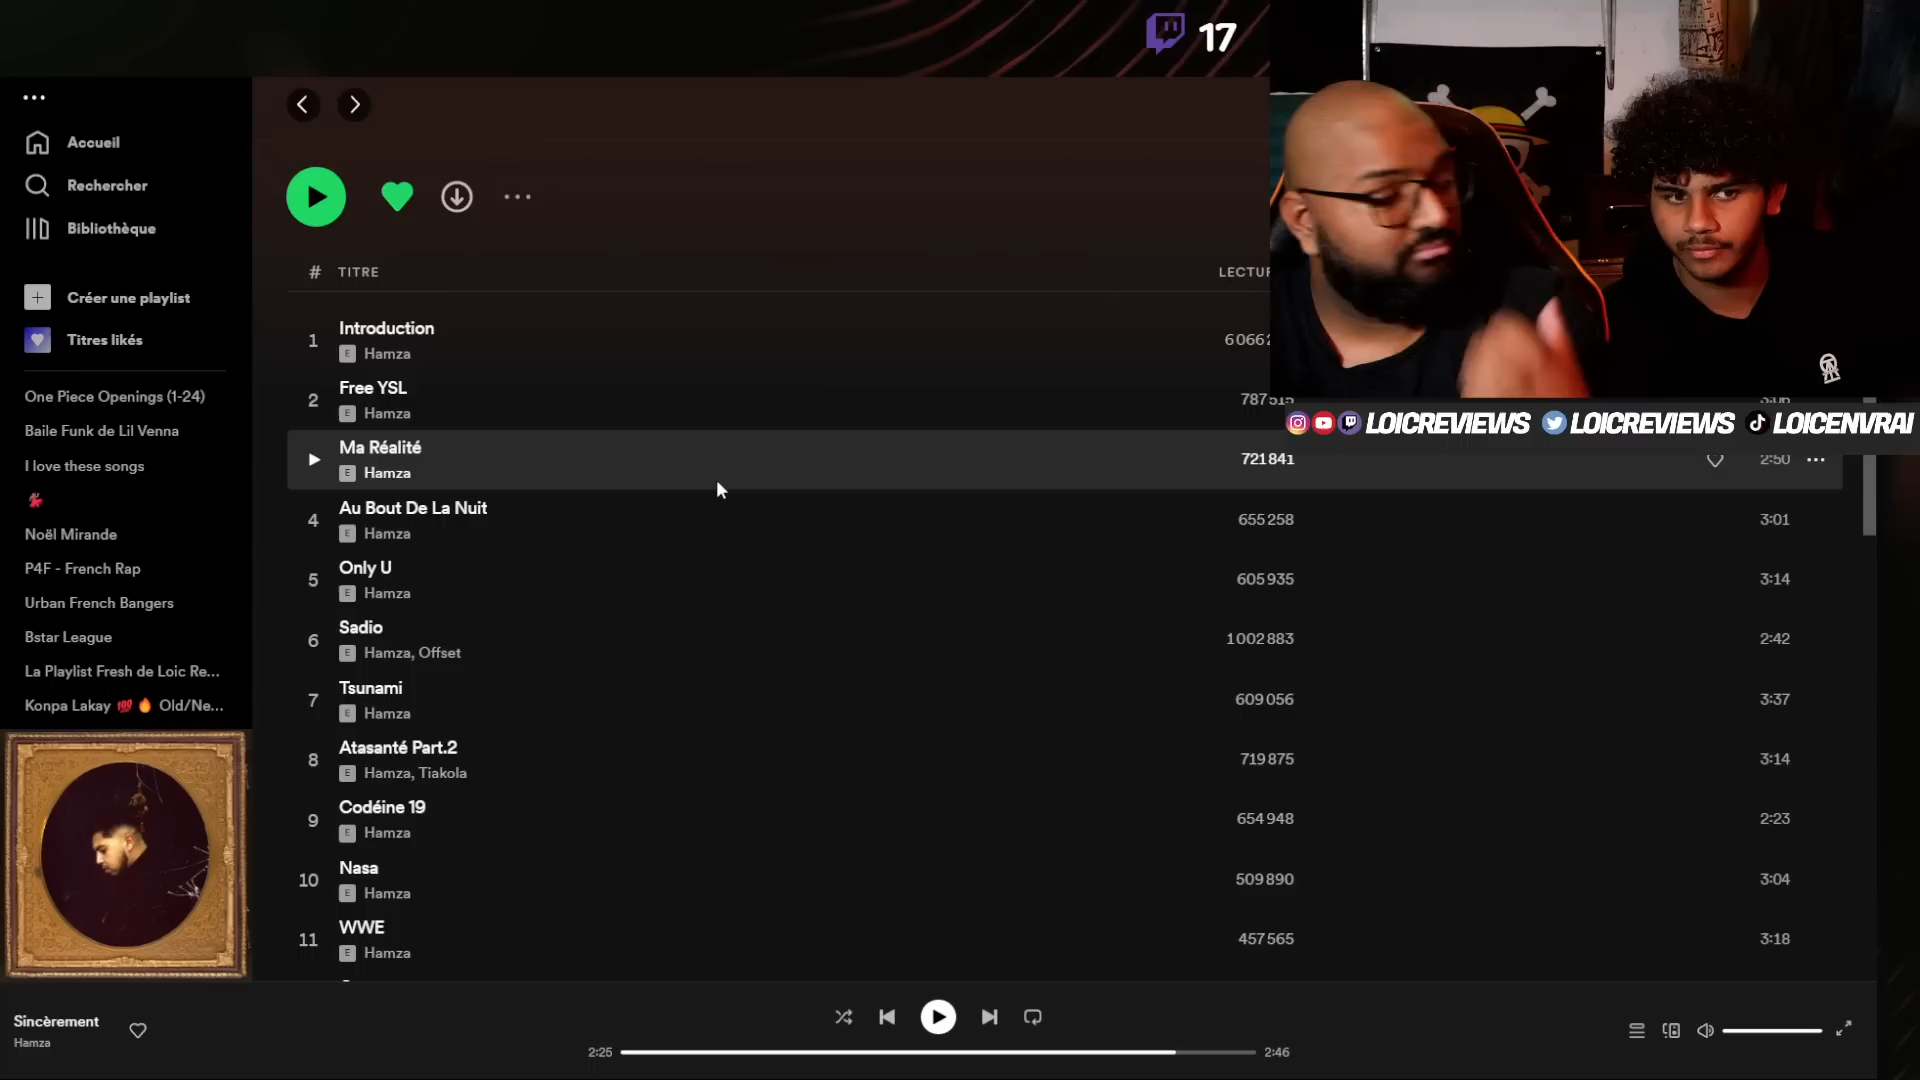 17
Accueil
Rechercher
Bibliothèque
Créer une playlist
Titres likés
One Piece Openings (1-24)
Baile Funk de Lil Venna
I love these songs
Noël Mirande
P4F - French Rap
Urban French Bangers
Bstar League
La Playlist Fresh de Loic Re...
Konpa Lakay 💯 🔥 Old/Ne...
# TITRE
1 Introduction
E Hamza
2 Free YSL
E Hamza
LOICREVIEWS LOICREVIEWS LOICENVRAI
Ma Réalité 721 841 2:50
E Hamza
4 Au Bout De La Nuit 655 258 3:01
E Hamza
5 Only U 605 935 3:14
E Hamza
6 Sadio 1 002 883 2:42
E Hamza, Offset
7 Tsunami 609 056 3:37
E Hamza
8 Atasanté Part.2 719 875 3:14
E Hamza, Tiakola
9 Codéine 19 654 948 2:23
E Hamza
10 Nasa 509 890 3:04
E Hamza
11 WWE 457 565 3:18
E Hamza
Sincèrement
Hamza
2:25 2:46